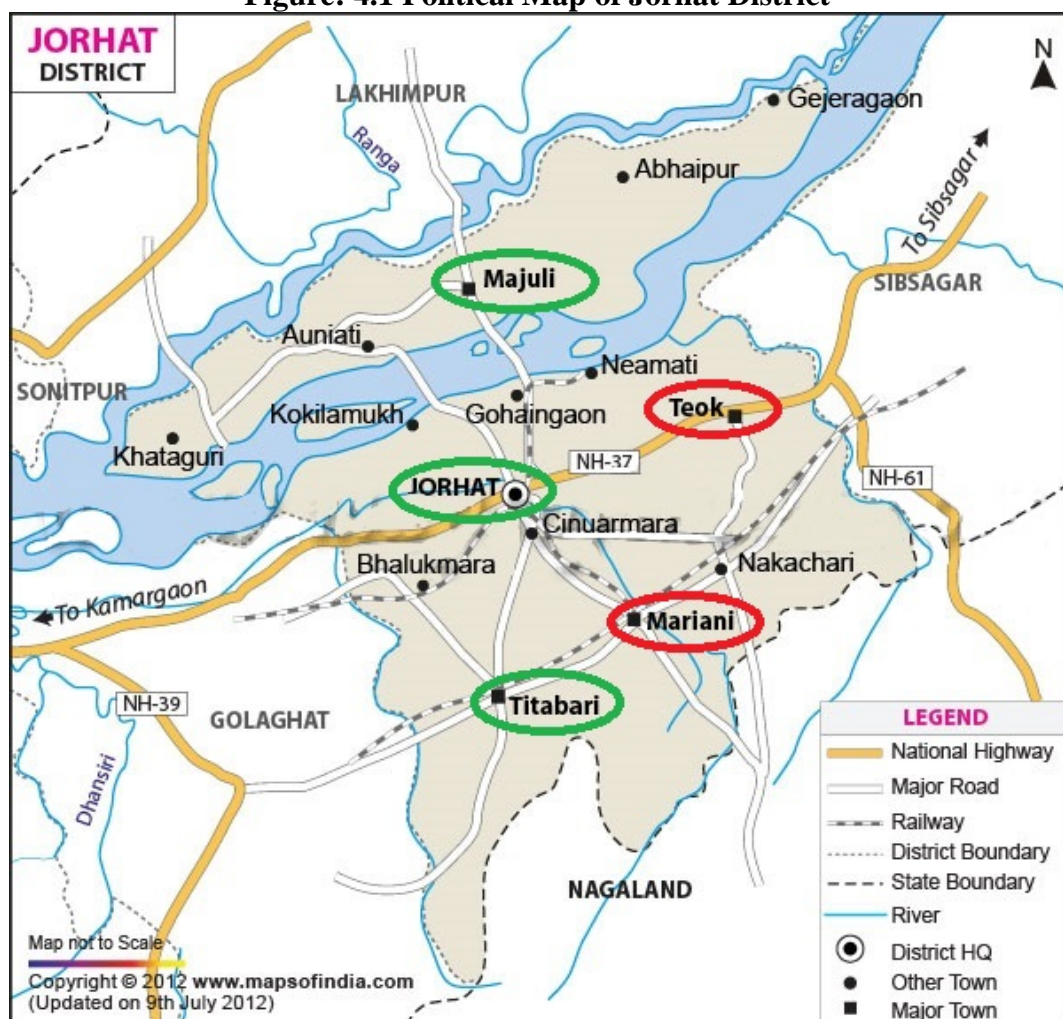 Figure: 4.1 Political Map of Jorhat District
JORHAT
DISTRICT
N
LAKHIMPUR
Gejeragaon
Ranga
Abhaipur
To Sibsagar
Majuli
SIBSAGAR
Auniati
Neamati
SONITPUR
Kokilamukh
Gohaingaon
Teok
Khataguri
NH-37
JORHAT
NH-61
Cinuarmara
Bhalukmara
Nakachari
To Kamargaon
Mariani
NH-39
Titabari
GOLAGHAT
Dhansiri
NAGALAND
LEGEND
National Highway
Major Road
Railway
District Boundary
State Boundary
River
District HQ
Other Town
Major Town
Map not to Scale
Copyright © 2012 www.mapsofindia.com
(Updated on 9th July 2012)